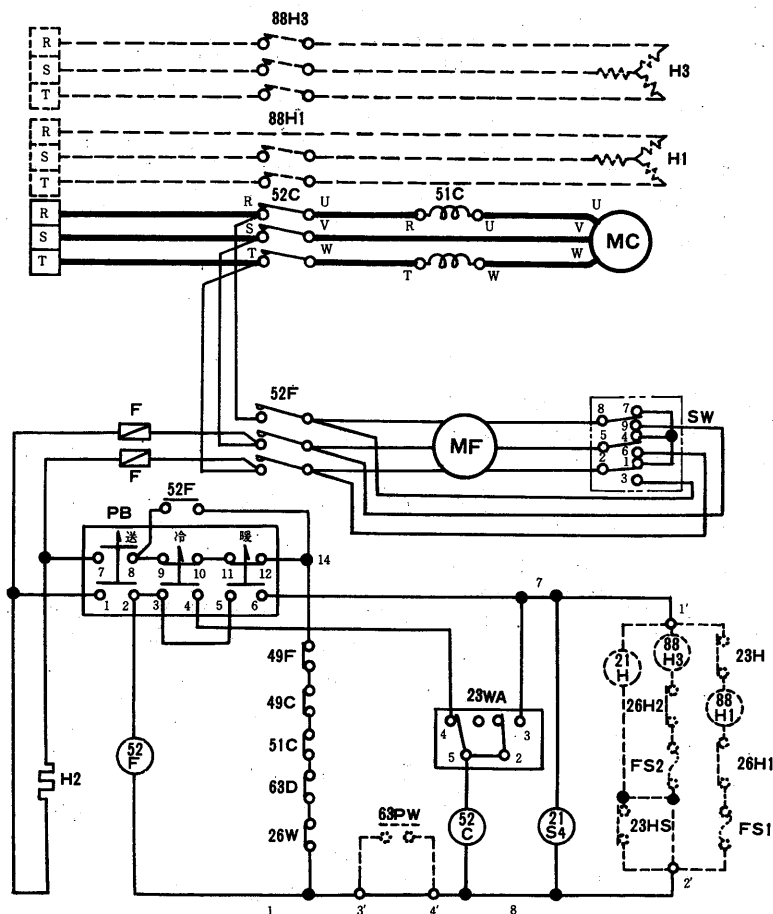 88H3
R
S
H3
T
88H1
R
S
H1
T
52C
51C
R
R
U
R
U
U
S
S
V
V
MC
T
T
W
T
W
W
52F
F
MF
SW
8
7
9
5
4
6
2
1
3
F
52F
PB
送
冷
暖
7
8
9
10
11
12
14
1
2
3
4
5
6
7
1'
49F
49C
51C
63D
26W
23WA
4
3
5
2
21
H
88
H3
23H
26H2
88
H1
26H1
FS2
FS1
23HS
52
F
H2
63PW
52
C
21
S4
1
3'
4'
8
2'